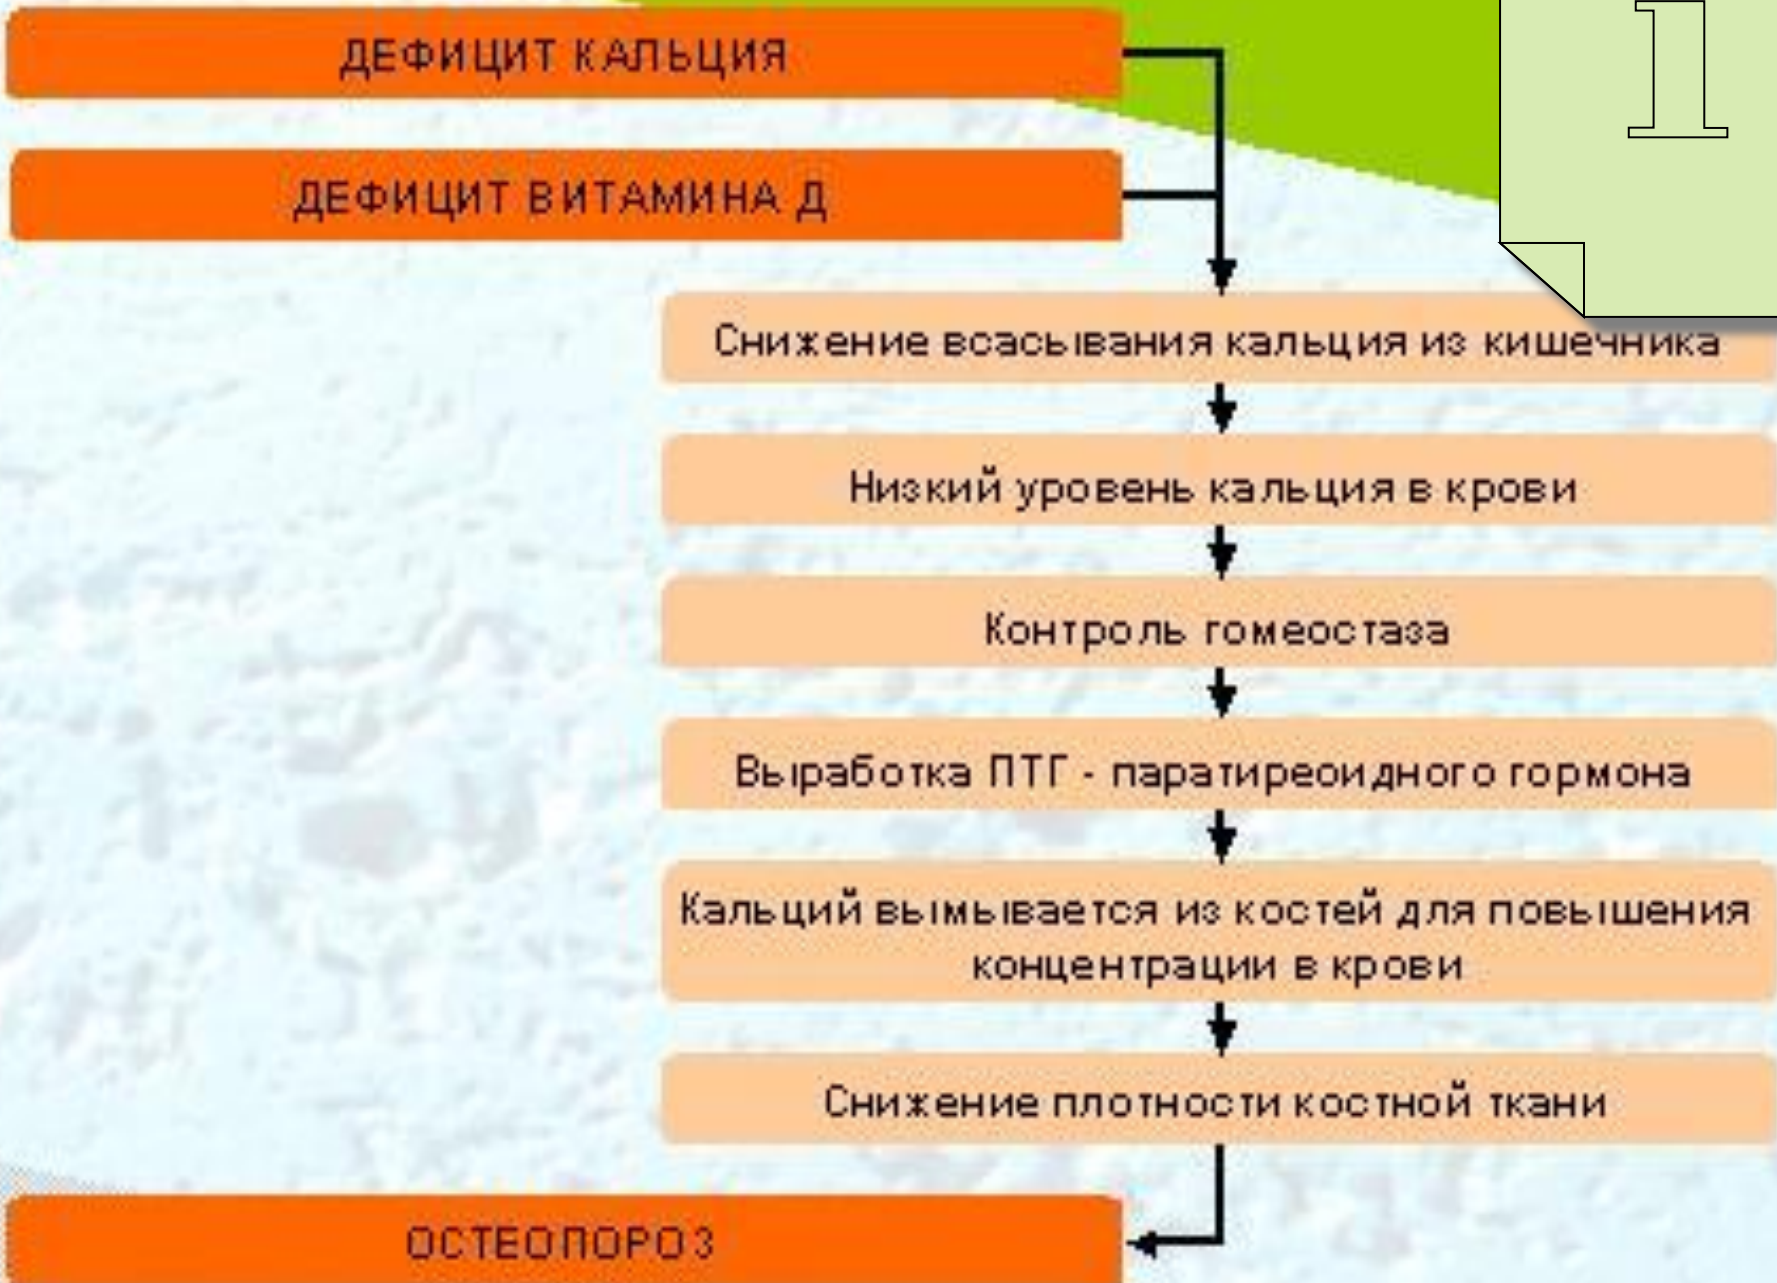 1
ДЕФИЦИТ КАЛЬЦИЯ
ДЕФИЦИТ ВИТАМИНА Д
Снижение всасывания кальция из кишечника
Низкий уровень кальция в крови
Контроль гомеостаза
Выработка ПТГ - паратиреоидного гормона
Кальций вымывается из костей для повышения
концентрации в крови
Снижение плотности костной ткани
ОСТЕОПОРОЗ